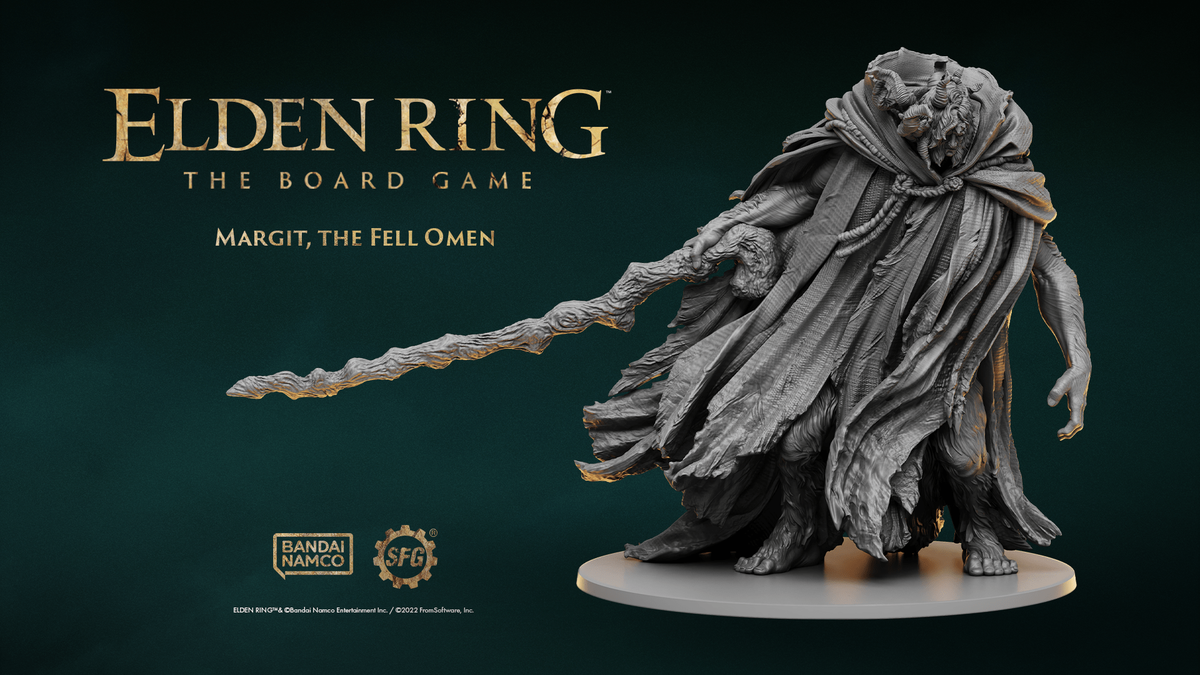 ELDEN RING™
THE BOARD GAME
MARGIT, THE FELL OMEN
BANDAI
NAMCO
SFG®
ELDEN RING™& ©Bandai Namco Entertainment Inc. / ©2022 FromSoftware, Inc.